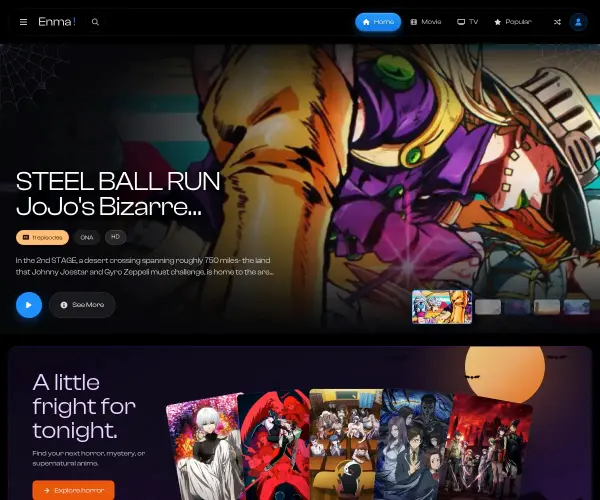 Enma!
Home
Movie
TV
Popular
STEEL BALL RUN
JoJo's Bizarre...
11 episodes
ONA
HD
In the 2nd STAGE, a desert crossing spanning roughly 750 miles- the land
that Johnny Joestar and Gyro Zeppeli must challenge, is home to the are...
See More
A little
fright for
tonight.
Find your next horror, mystery, or
supernatural anime.
Explore horror